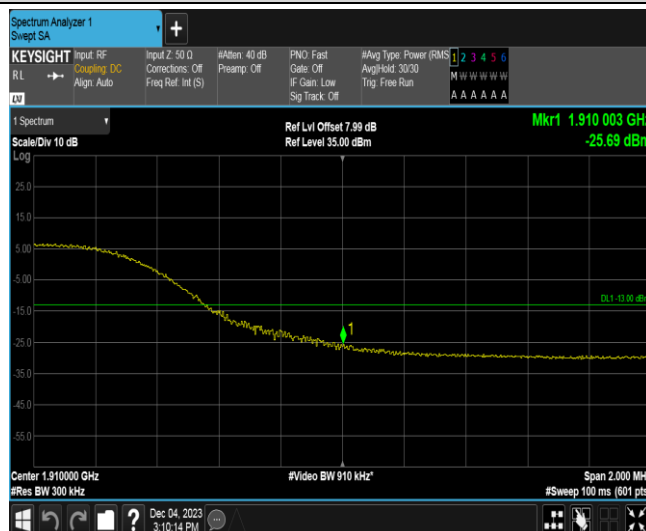 Spectrum Analyzer 1
Swept SA
KEYSIGHT
RL
Input: RF
Coupling: DC
Align: Auto
Input Z: 50 Ω
Corrections: Off
Freq Ref: Int (S)
#Atten: 40 dB
Preamp: Off
PNO: Fast
Gate: Off
IF Gain: Low
Sig Track: Off
#Avg Type: Power (RMS
Avg|Hold: 30/30
Trig: Free Run
1 2 3 4 5 6
M W W W W W
A A A A A A
LXI
1 Spectrum
Scale/Div 10 dB
Ref Lvl Offset 7.99 dB
Ref Level 35.00 dBm
Mkr1 1.910 003 GHz
-25.69 dBm
Log
25.0
15.0
5.00
-5.00
-15.0
-25.0
-35.0
-45.0
-55.0
DL1 -13.00 dBm
1
Center 1.910000 GHz
#Res BW 300 kHz
#Video BW 910 kHz*
Span 2.000 MH
#Sweep 100 ms (601 pts
?
Dec 04, 2023
3:10:14 PM